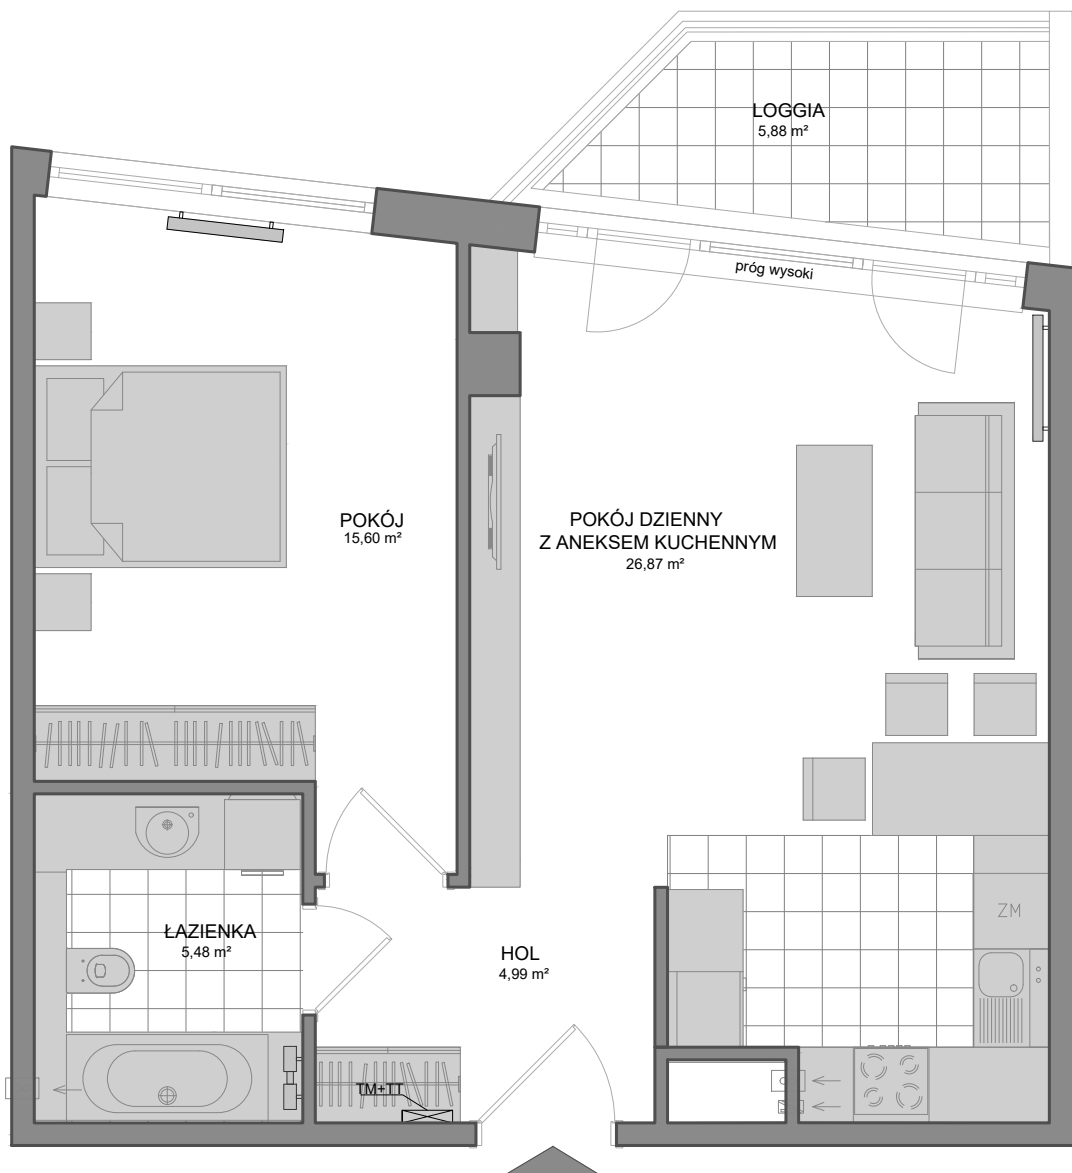 LOGGIA
5,88 m²
próg wysoki
POKÓJ
15,60 m²
POKÓJ DZIENNY
Z ANEKSEM KUCHENNYM
26,87 m²
ZM
ŁAZIENKA
5,48 m²
HOL
4,99 m²
TM+TT